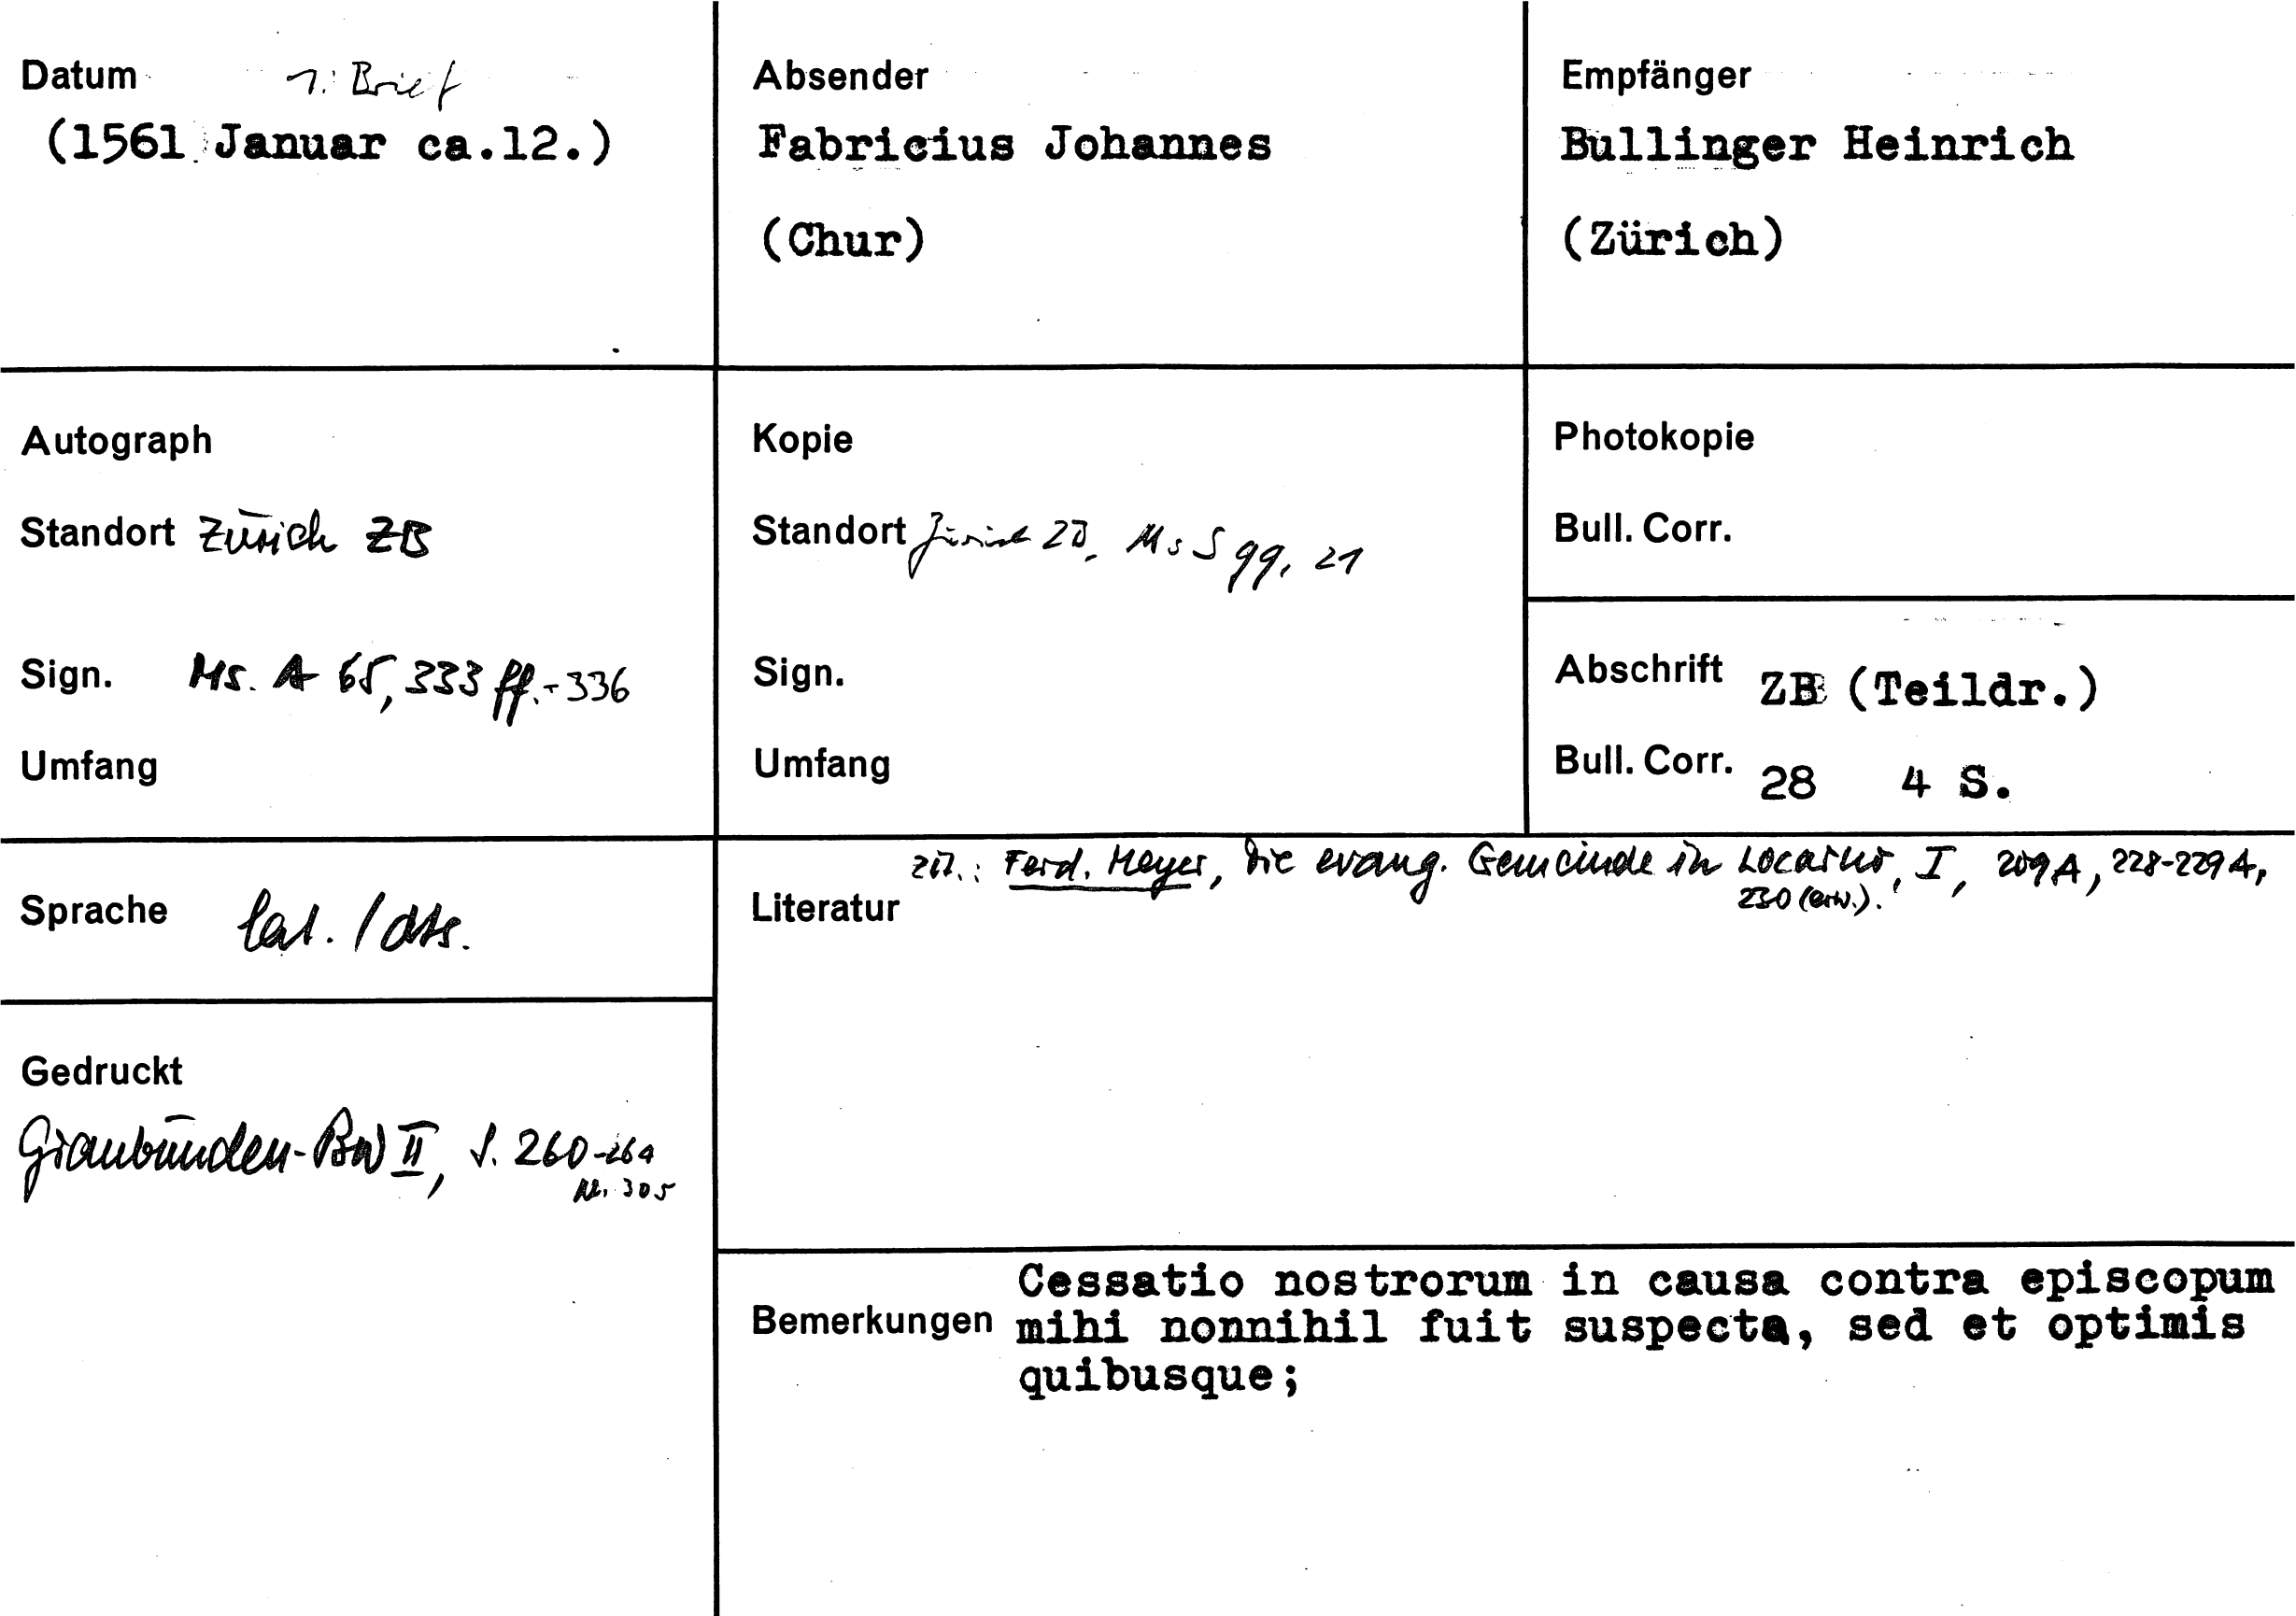 Datum 1. Brief
(1561 Januar ca.12.)
Absender
Fabricius Johannes
(Chur)
Empfänger
Bullinger Heinrich
(Zürich)
Autograph
Standort Zürich ZB
Sign. Ms. A 65, 333 ff.-336
Umfang
Kopie
Standort Zürich ZB, Ms S 99, 21
Sign.
Umfang
Photokopie
Bull. Corr.
Abschrift ZB (Teildr.)
Bull. Corr. 28 4 S.
Sprache lat. / dts.
Gedruckt
Graubünden-BW II, S. 260-264
Nr. 305
Literatur zit.: Ferd. Meyer, Die evang. Gemeinde in Locarno, I, 209A, 228-229A,
230 (erw.).
Bemerkungen Cessatio nostrorum in causa contra episcopum
mihi nonnihil fuit suspecta, sed et optimis
quibusque;